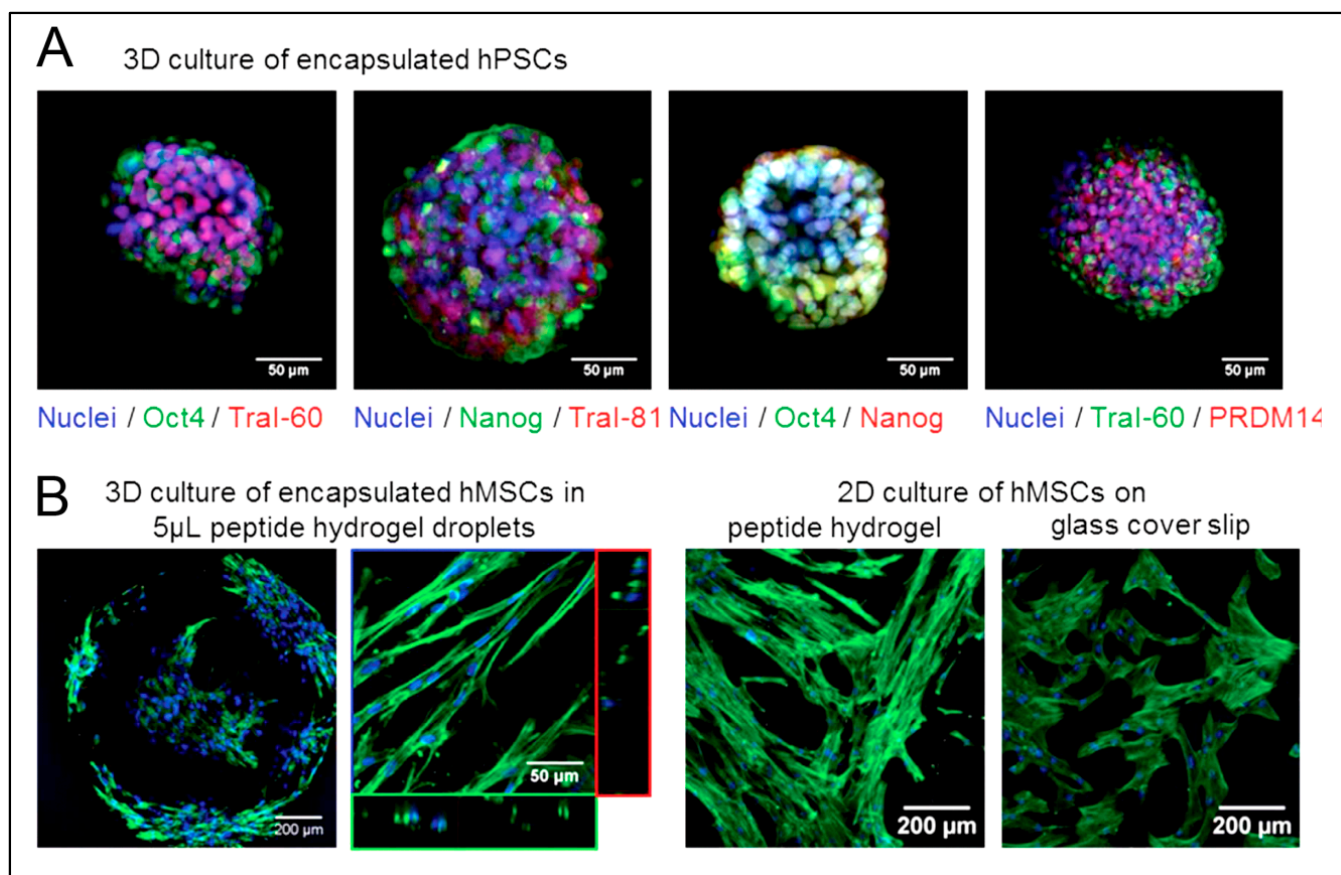 A
3D culture of encapsulated hPSCs
50 µm
50 µm
50 µm
50 µm
Nuclei / Oct4 / Tral-60
Nuclei / Nanog / Tral-81
Nuclei / Oct4 / Nanog
Nuclei / Tral-60 / PRDM14
B
3D culture of encapsulated hMSCs in
5µL peptide hydrogel droplets
2D culture of hMSCs on
peptide hydrogel
glass cover slip
200 µm
50 µm
200 µm
200 µm